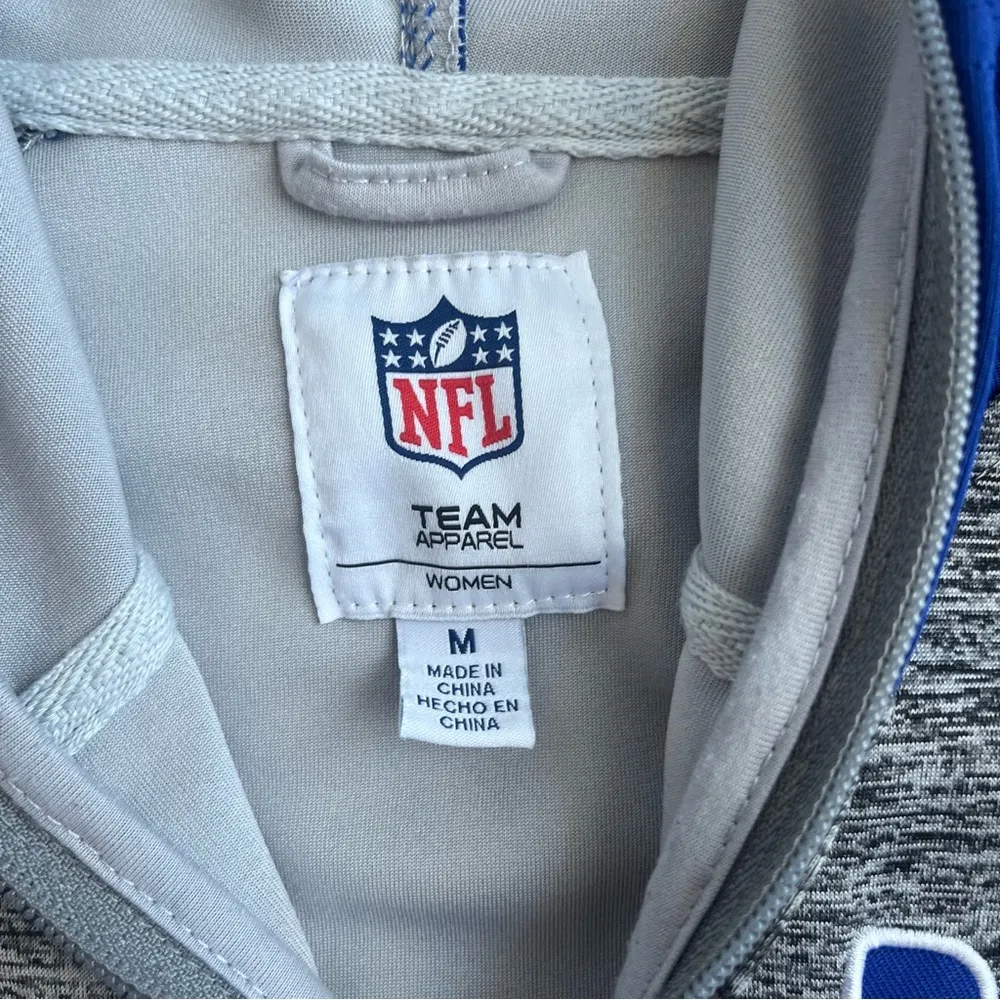 NFL
TEAM
APPAREL
WOMEN
M
MADE IN
CHINA
HECHO EN
CHINA